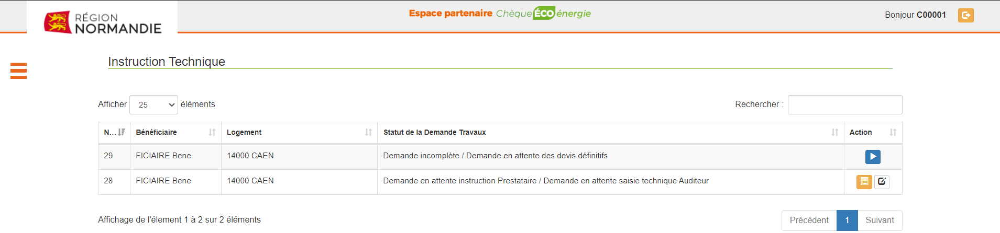 RÉGION
NORMANDIE
Espace partenaire Chèque ÉCO énergie
Bonjour C00001
Instruction Technique
Afficher 25 éléments
Rechercher :
N... Bénéficiaire Logement Statut de la Demande Travaux Action
29 FICIAIRE Bene 14000 CAEN Demande incomplète / Demande en attente des devis définitifs
28 FICIAIRE Bene 14000 CAEN Demande en attente instruction Prestataire / Demande en attente saisie technique Auditeur
Affichage de l'élement 1 à 2 sur 2 éléments
Précédent 1 Suivant